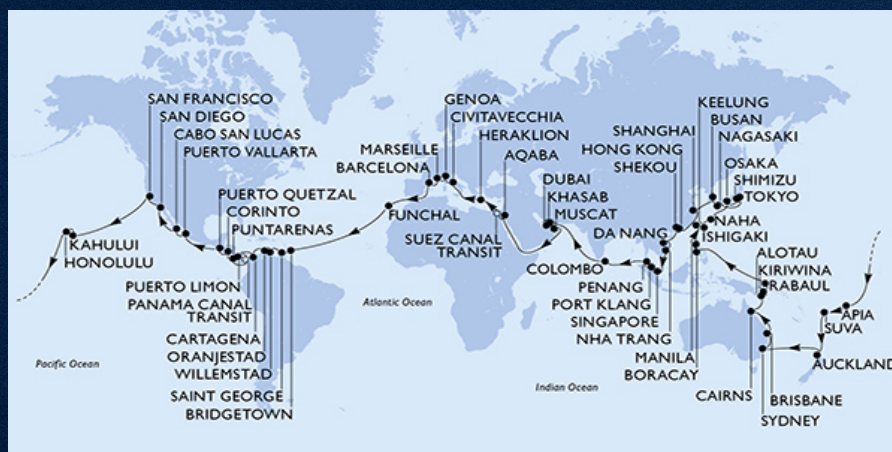 SAN FRANCISCO
SAN DIEGO
CABO SAN LUCAS
PUERTO VALLARTA
PUERTO QUETZAL
CORINTO
PUNTARENAS
KAHULUI
HONOLULU
PUERTO LIMON
PANAMA CANAL
TRANSIT
CARTAGENA
ORANJESTAD
WILLEMSTAD
SAINT GEORGE
BRIDGETOWN
Pacific Ocean
Atlantic Ocean
GENOA
CIVITAVECCHIA
MARSEILLE
HERAKLION
BARCELONA
AQABA
FUNCHAL
SUEZ CANAL
TRANSIT
DUBAI
KHASAB
MUSCAT
COLOMBO
KEELUNG
SHANGHAI
BUSAN
HONG KONG
NAGASAKI
SHEKOU
OSAKA
SHIMIZU
TOKYO
NAHA
DA NANG
ISHIGAKI
ALOTAU
KIRIWINA
RABAUL
PENANG
PORT KLANG
SINGAPORE
NHA TRANG
MANILA
BORACAY
Indian Ocean
APIA
SUVA
AUCKLAND
CAIRNS
BRISBANE
SYDNEY